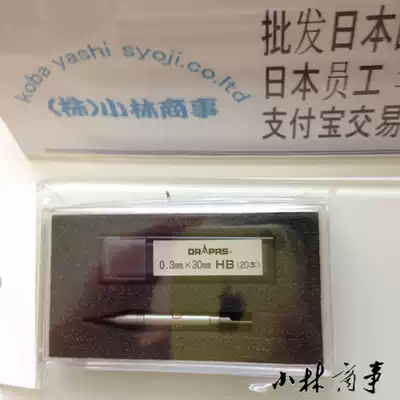 koba yashi syoji.co.ltd
(株)小林商事
批发日本
日本员工
支付宝交易
DRAPAS
0.3mm×30mm HB (20本)
小林商事